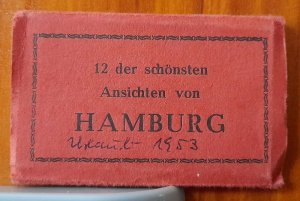 12 der schönsten
Ansichten von
HAMBURG
Urlaub 1953